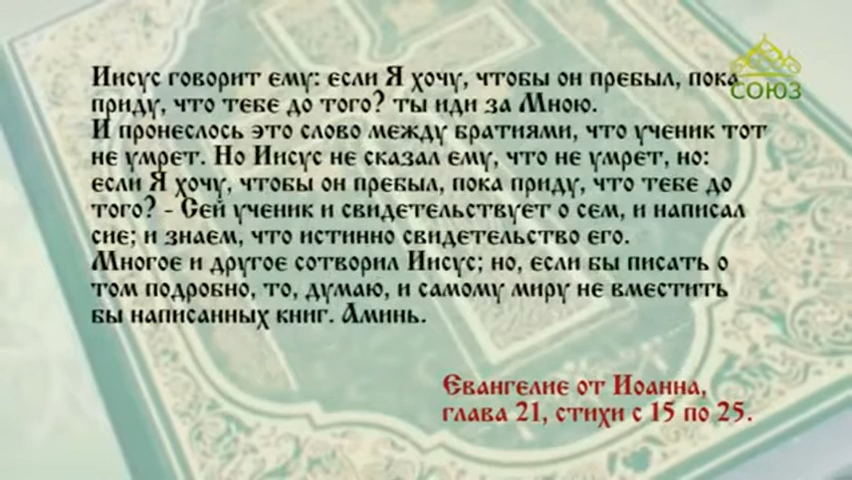 Иисус говорит ему: если Я хочу, чтобы он пребыл, пока
приду, что тебе до того? ты иди за Мною.
И пронеслось это слово между братиями, что ученик тот
не умрет. Но Иисус не сказал ему, что не умрет, но:
если Я хочу, чтобы он пребыл, пока приду, что тебе до
того? - Сей ученик и свидетельствует о сем, и написал
сие; и знаем, что истинно свидетельство его.
Многое и другое сотворил Иисус; но, если бы писать о
том подробно, то, думаю, и самому миру не вместить
бы написанных книг. Аминь.
Евангелие от Иоанна,
глава 21, стихи с 15 по 25.
СОЮЗ